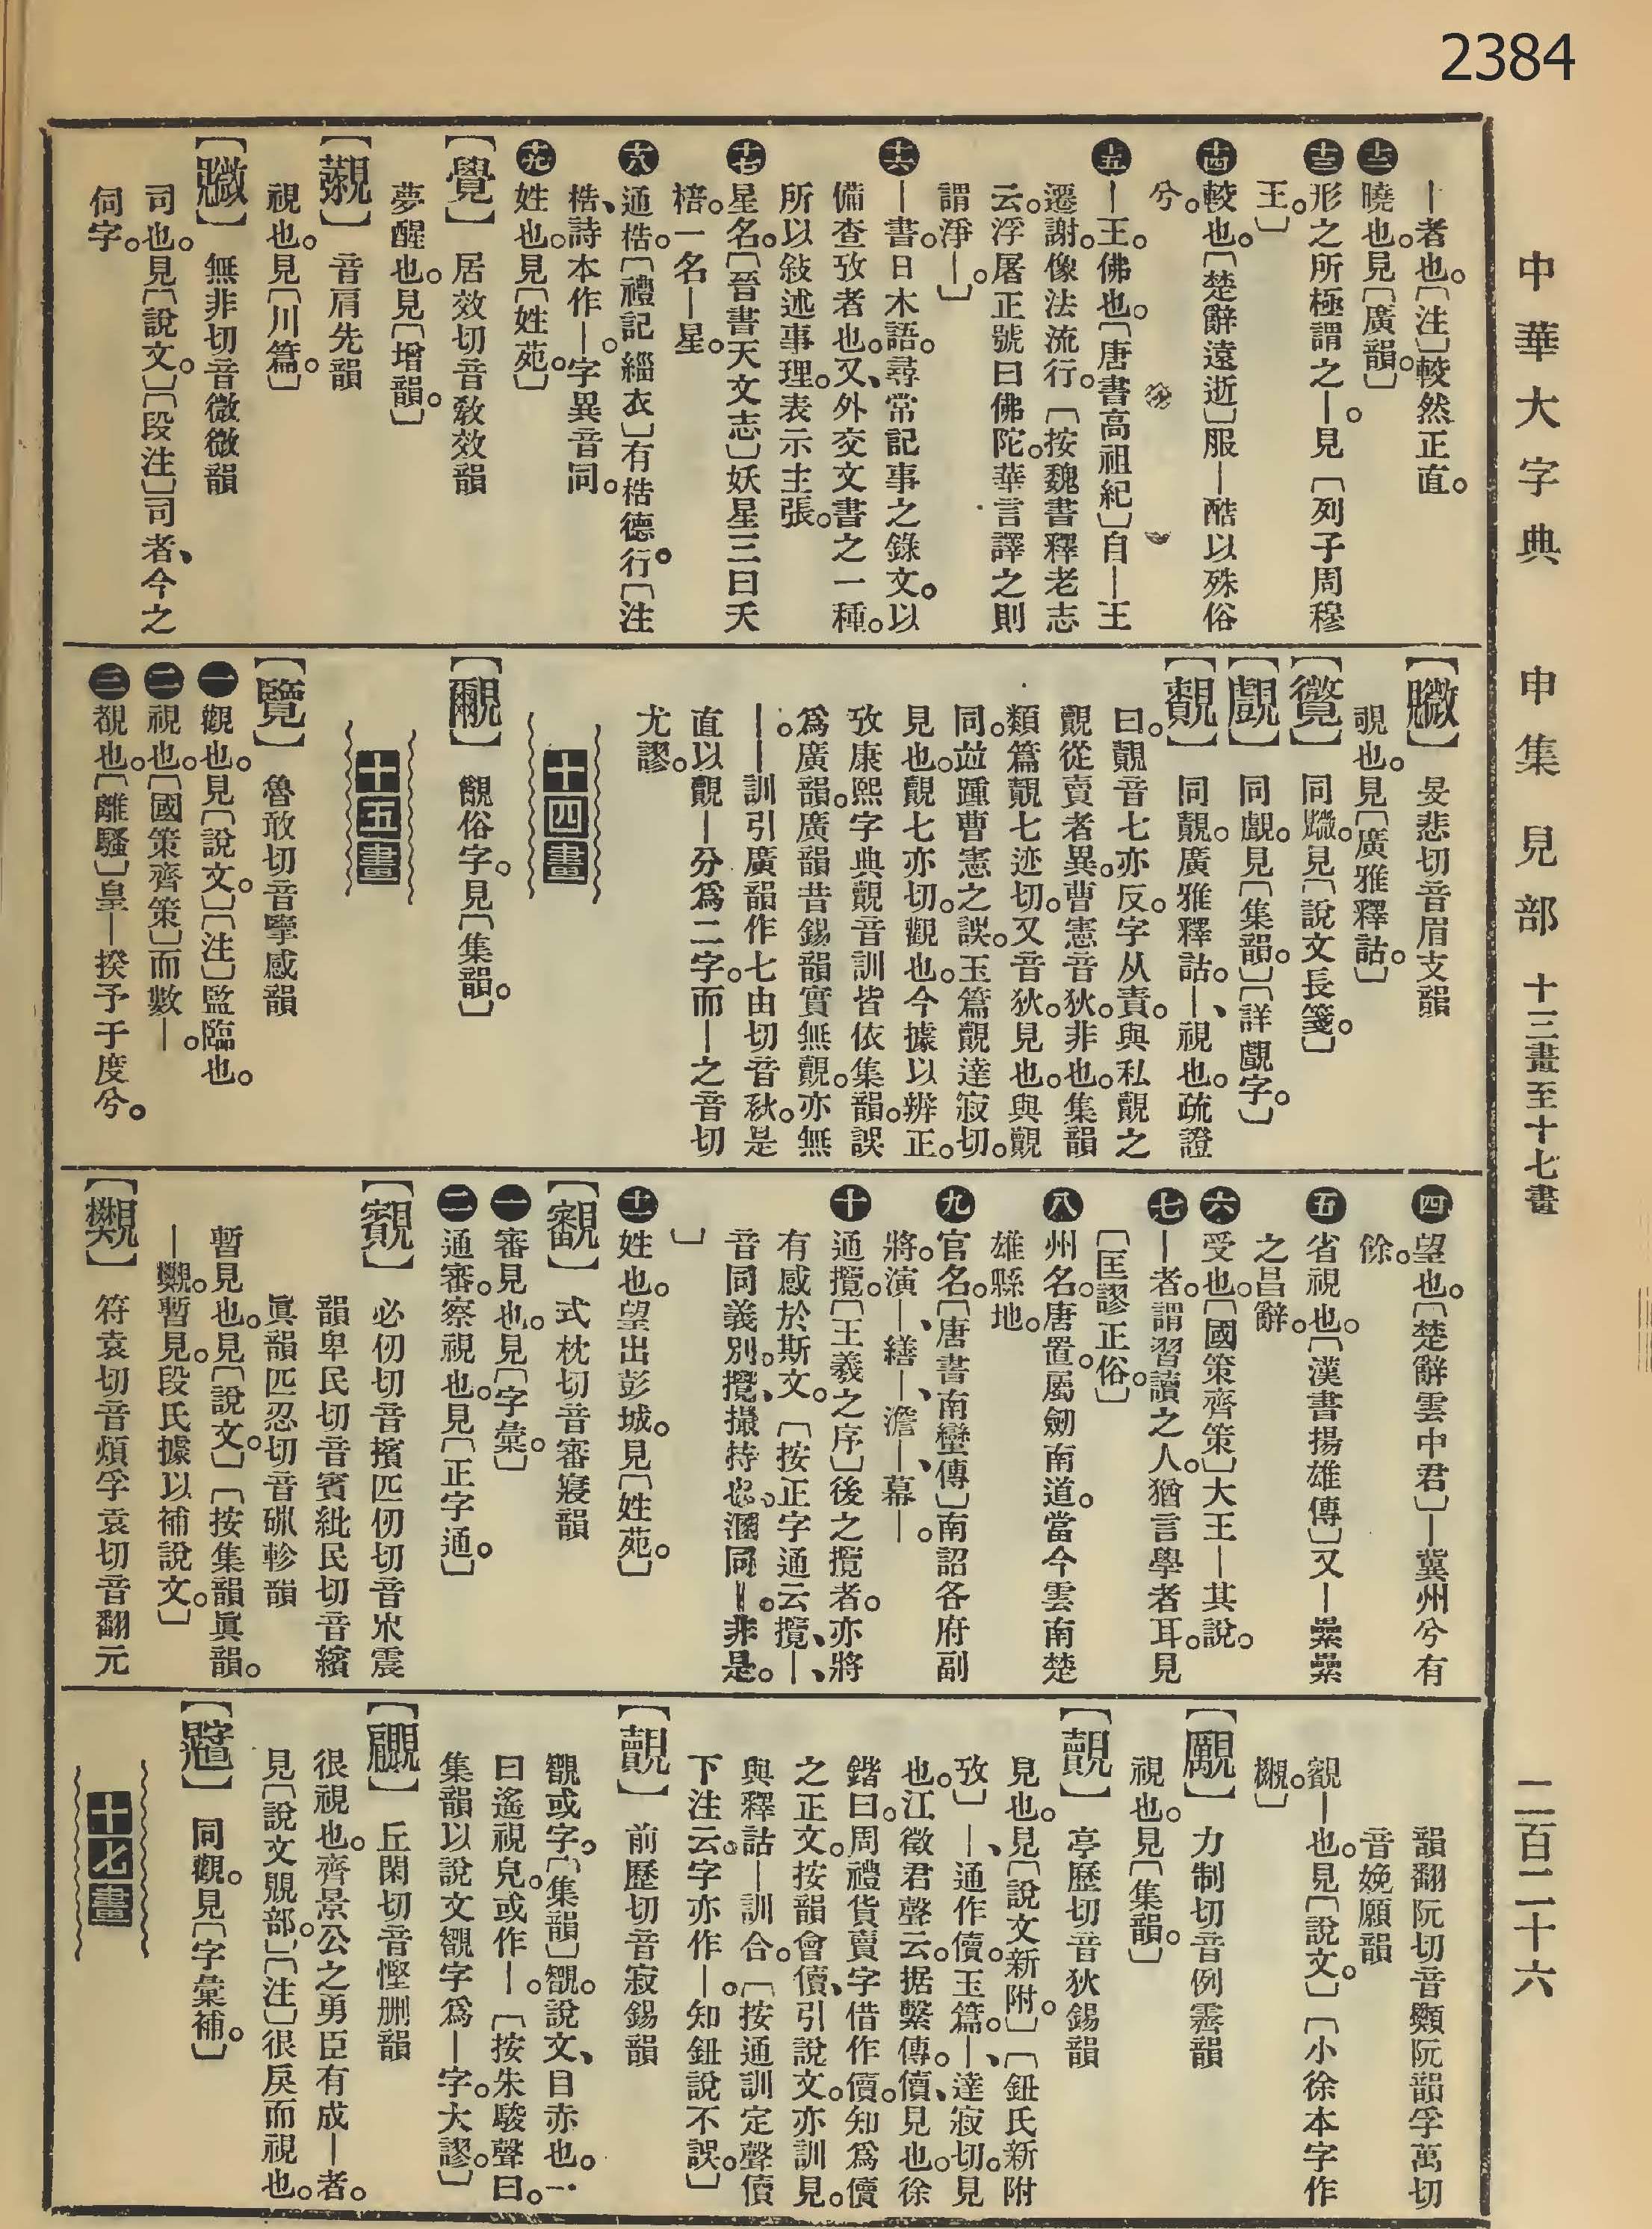 2384
中華大字典　申集　見部　十三畫至十七畫　二百二十六
｜者也。〔注〕較然正直。
十二曉也。見〔廣韻。〕
十三形之所極謂之｜。見〔列子周穆
王。〕
十四較也。〔楚辭遠逝〕服｜酷以殊俗
兮。
十五｜王。佛也。〔唐書高祖紀〕自｜王
遷謝。像法流行。〔按魏書釋老志
云。浮屠正號曰佛陀。華言譯之則
謂淨｜。〕
十六｜書。日木語。尋常記事之錄文。以
備查攷者也。又、外交文書之一種。
所以敍述事理。表示主張。
十七星名。〔晉書天文志〕妖星三曰天
棓。一名｜星。
十八通梏。〔禮記緇衣〕有梏德行。〔注
梏、詩本作｜。字異音同。
十九姓也。見〔姓苑。〕
【覺】居效切音敎效韻
夢醒也。見〔增韻。〕
音肩先韻
視也。見〔川篇。〕
無非切音微微韻
司也。見〔說文。〕〔段注〕司者、今之
伺字。
旻悲切音眉支韻
覗也。見〔廣雅釋詁。〕
同覹。見〔說文長箋。〕
【覰】同覷。見〔集韻。〕〔詳覰字。〕
同覿。廣雅釋詁。｜、視也。疏證
曰。覿音七亦反。字从責。與私覿之
覿從賣者異。曹憲音狄。非也。集韻
類篇覿七迹切。又音狄。見也。與覿
同。竝踵曹憲之誤。玉篇覿達寂切。
見也。覿七亦切。觀也。今據以辨正。
攷康熙字典覿音訓皆依集韻。誤
爲廣韻。廣韻昔錫韻實無覿。亦無
｜。｜訓引廣韻作七由切音秋。是
直以覿｜分爲二字。而｜之音切
尤謬。
十四畫
【覼】覶俗字。見〔集韻。〕
十五畫
【覽】魯敢切音擥感韻
一觀也。見〔說文。〕〔注〕監臨也。
二視也。〔國策齊策〕而數｜。
三覩也。〔離騷〕皇｜揆予于度兮。
四望也。〔楚辭雲中君〕｜冀州兮有
餘。
五省視也。〔漢書揚雄傳〕又｜纍纍
之昌辭。
六受也。〔國策齊策〕大王｜其說。
七｜者。謂習讀之人。猶言學者耳。見
〔匡謬正俗。〕
八州名。唐置。屬劒南道。當今雲南楚
雄縣地。
九官名。〔唐書南蠻傳〕南詔各府副
將。演｜、繕｜、澹｜、幕｜。
十通攬。〔王羲之序〕後之攬者。亦將
有感於斯文。〔按正字通云。攬、｜、
音同義別。攬、撮持也。溷同｜。非是。
〕
十一姓也。望出彭城。見〔姓苑。〕
【覾】式枕切音審寑韻
一審見也。見〔字彙。〕
二通審。察視也。見〔正字通。〕
【覿】必仞切音擯匹仞切音朩震
韻卑民切音賓紕民切音繽
眞韻匹忍切音砏軫韻
暫見也。見〔說文。〕〔按集韻眞韻。
｜覹。暫見。段氏據以補說文。〕
符袁切音煩孚袁切音翻元
韻翻阮切音䫶阮韻孚萬切
音娩願韻
覣｜也。見〔說文。〕〔小徐本字作
䙪。〕
力制切音例霽韻
視也。見〔集韻。〕
【覿】亭歷切音狄錫韻
見也。見〔說文新附。〕〔鈕氏新附
攷〕｜、通作儥。玉篇。｜、達寂切。見
也。江徵君聲云。据繫傳。儥、見也。徐
鍇曰。周禮貨賣字借作儥。知爲儥
之正文。按韻會儥、引說文。亦訓見。
與釋詁｜訓合。〔按通訓定聲儥
下注云。字亦作｜。知鈕說不誤。〕
前歷切音寂錫韻
覶或字。〔集韻〕覶。說文、目赤也。一
曰遙視皃。或作｜。〔按朱駿聲曰。
集韻以說文覶字爲｜字。大謬。〕
丘閑切音慳刪韻
很視也。齊景公之勇臣有成｜者。
見〔說文覞部。〕〔注〕很戾而視也。
同觀。見〔字彙補。〕
十七畫